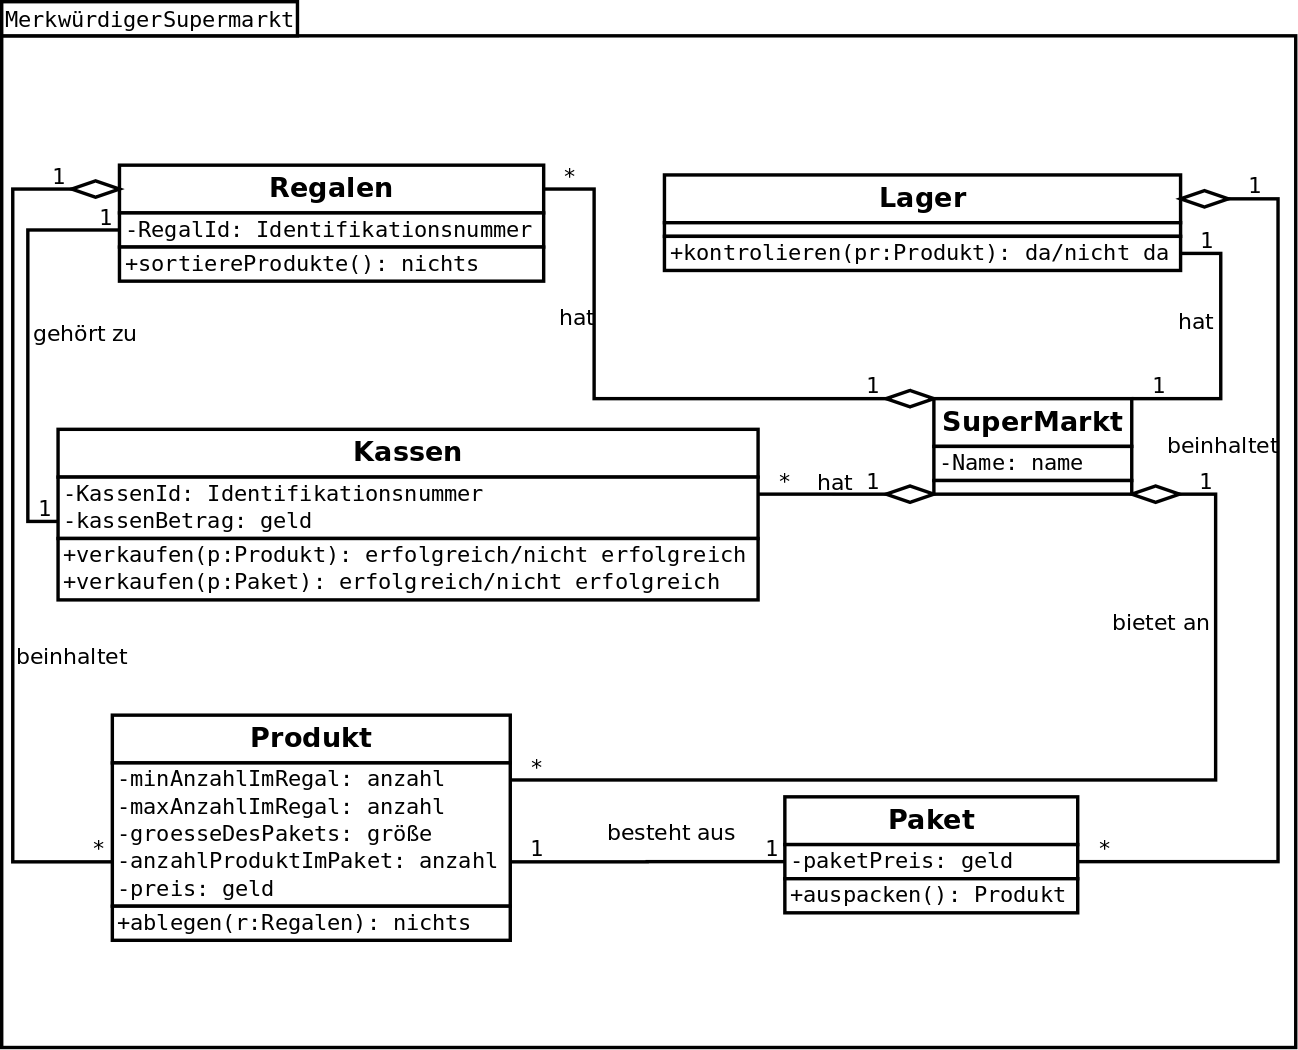 MerkwürdigerSupermarkt
1
Regalen
*
1
-RegalId: Identifikationsnummer
+sortiereProdukte(): nichts
Lager
1
1
+kontrolieren(pr:Produkt): da/nicht da
gehört zu
hat
hat
1
1
SuperMarkt
-Name: name
beinhaltet
Kassen
1
-KassenId: Identifikationsnummer
-kassenBetrag: geld
+verkaufen(p:Produkt): erfolgreich/nicht erfolgreich
+verkaufen(p:Paket): erfolgreich/nicht erfolgreich
*
hat
1
1
bietet an
beinhaltet
Produkt
-minAnzahlImRegal: anzahl
-maxAnzahlImRegal: anzahl
-groesseDesPakets: größe
-anzahlProduktImPaket: anzahl
-preis: geld
+ablegen(r:Regalen): nichts
*
*
1
besteht aus
1
Paket
-paketPreis: geld
+auspacken(): Produkt
*